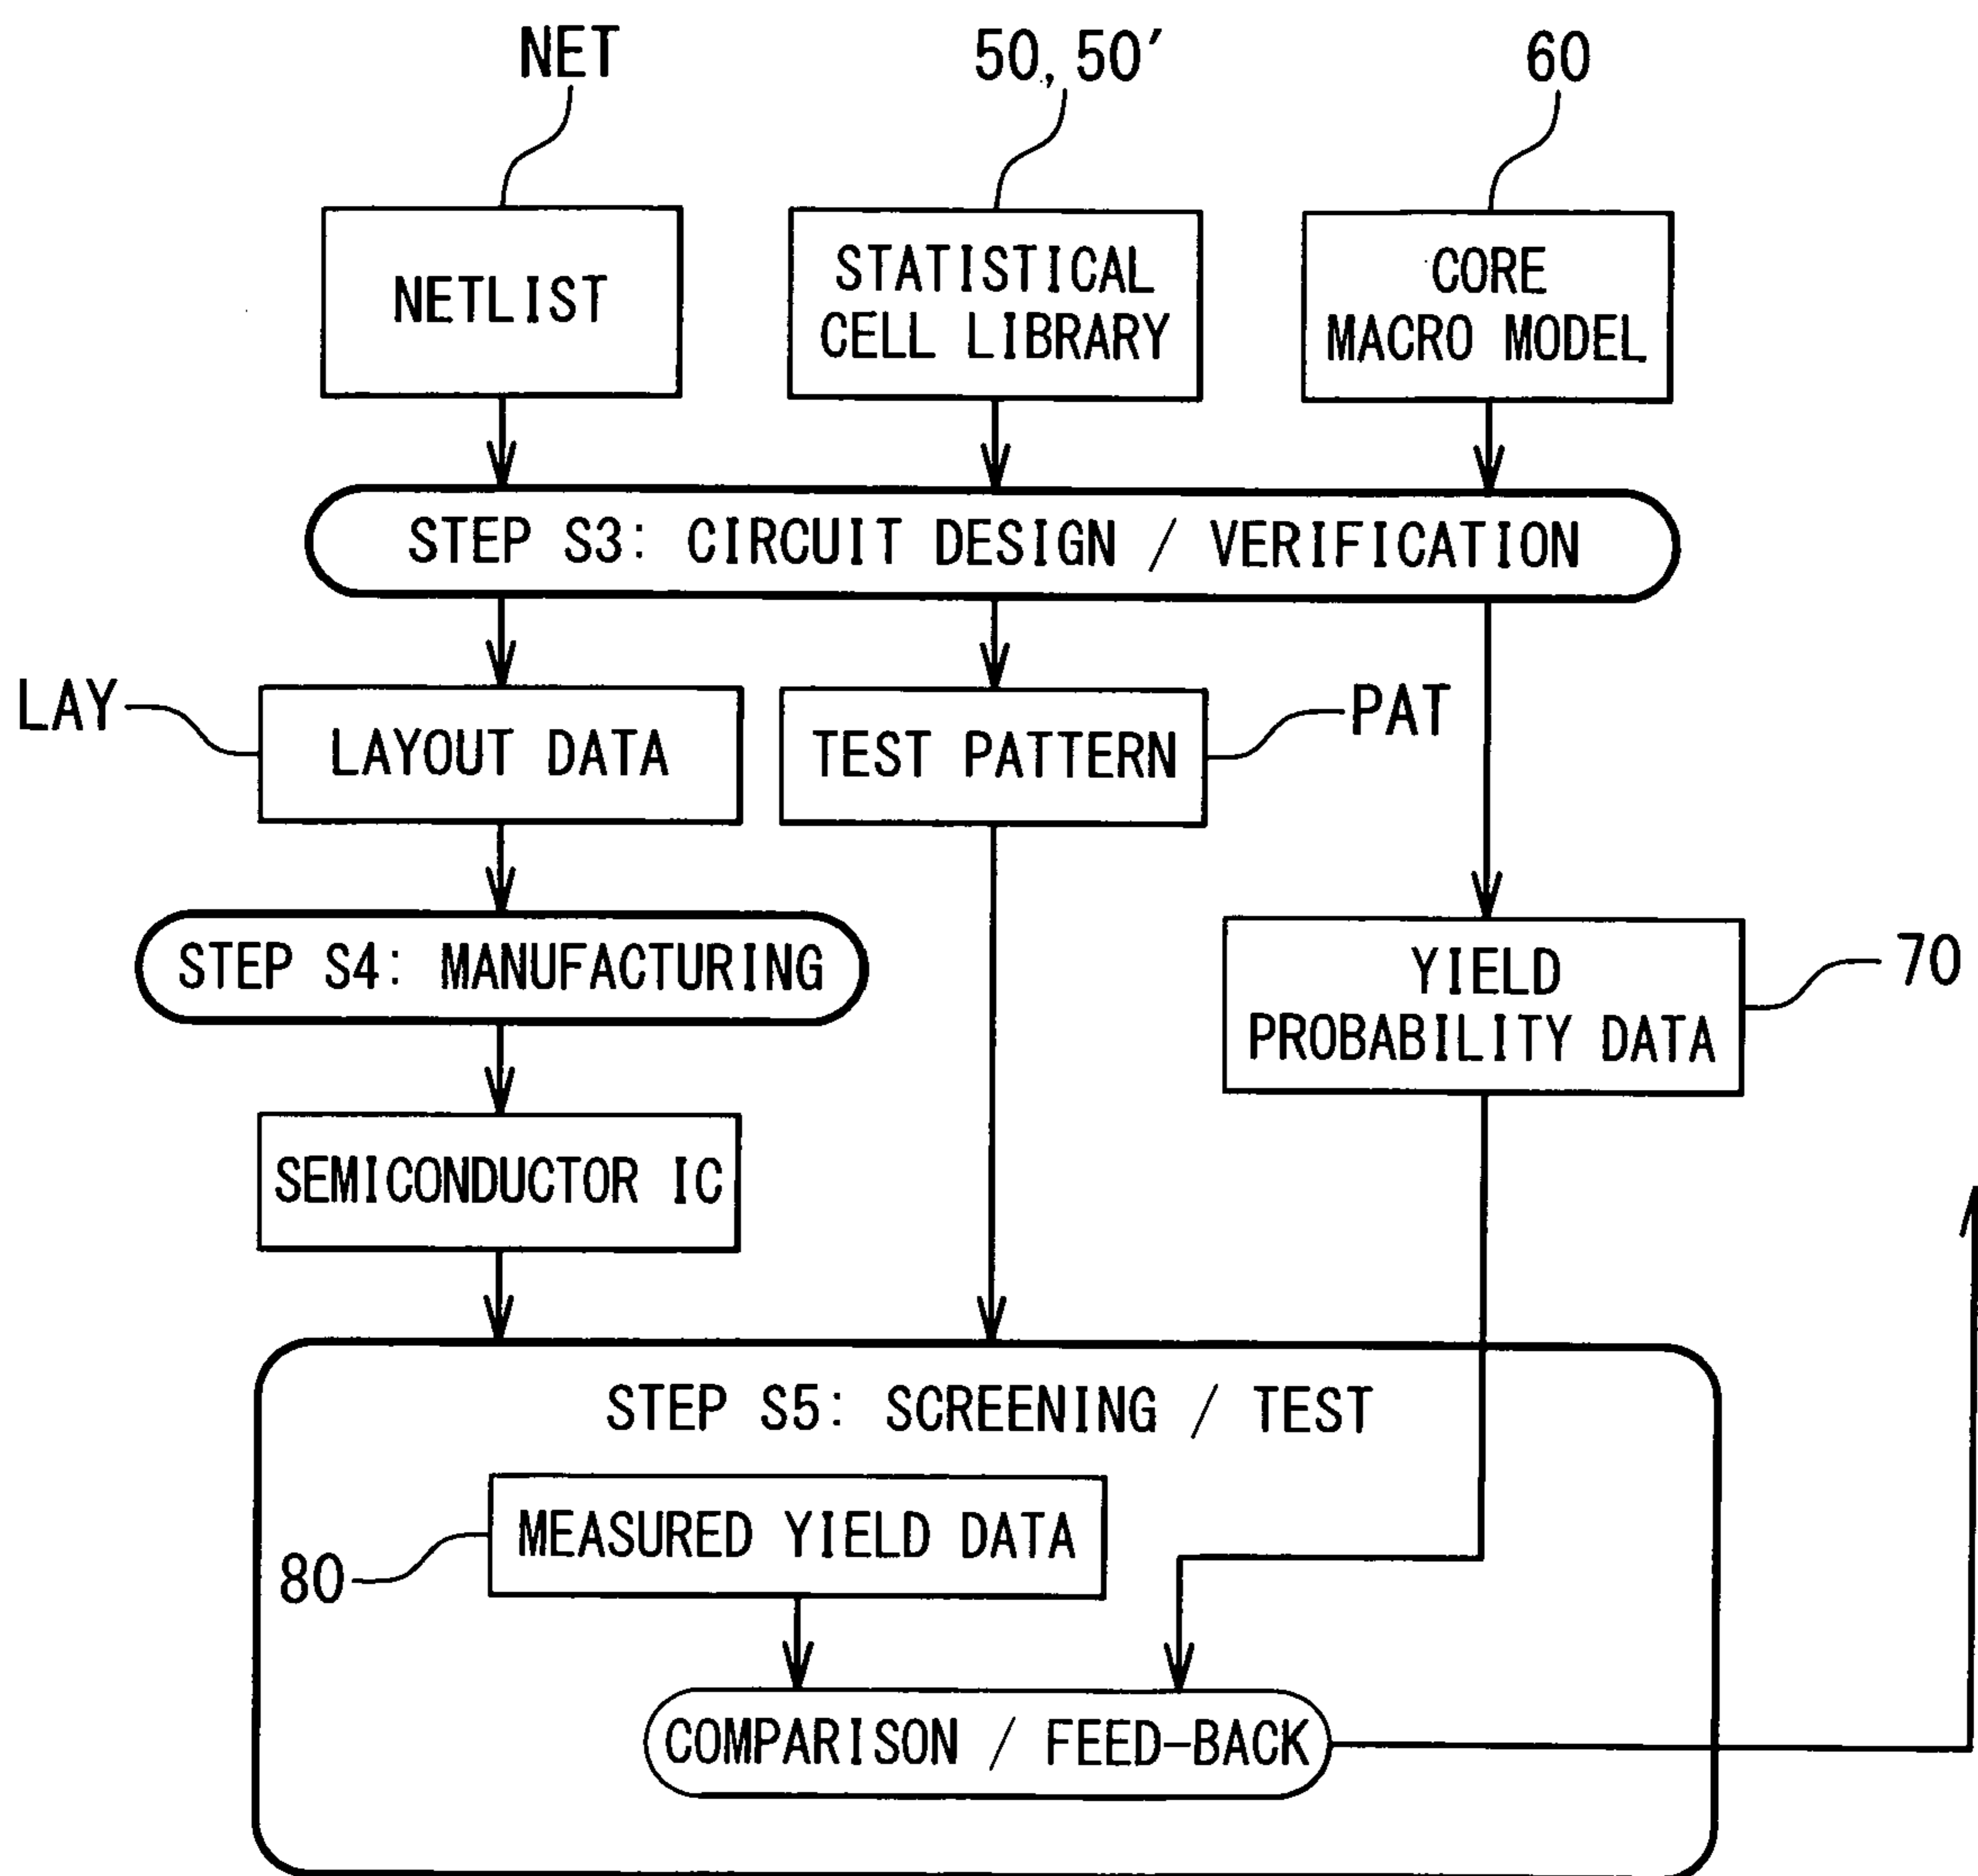 NET
50, 50′
60
NETLIST
STATISTICAL
CELL LIBRARY
CORE
MACRO MODEL
STEP S3: CIRCUIT DESIGN / VERIFICATION
LAY
LAYOUT DATA
TEST PATTERN
PAT
STEP S4: MANUFACTURING
YIELD
PROBABILITY DATA
70
SEMICONDUCTOR IC
STEP S5: SCREENING / TEST
MEASURED YIELD DATA
80
COMPARISON / FEED-BACK